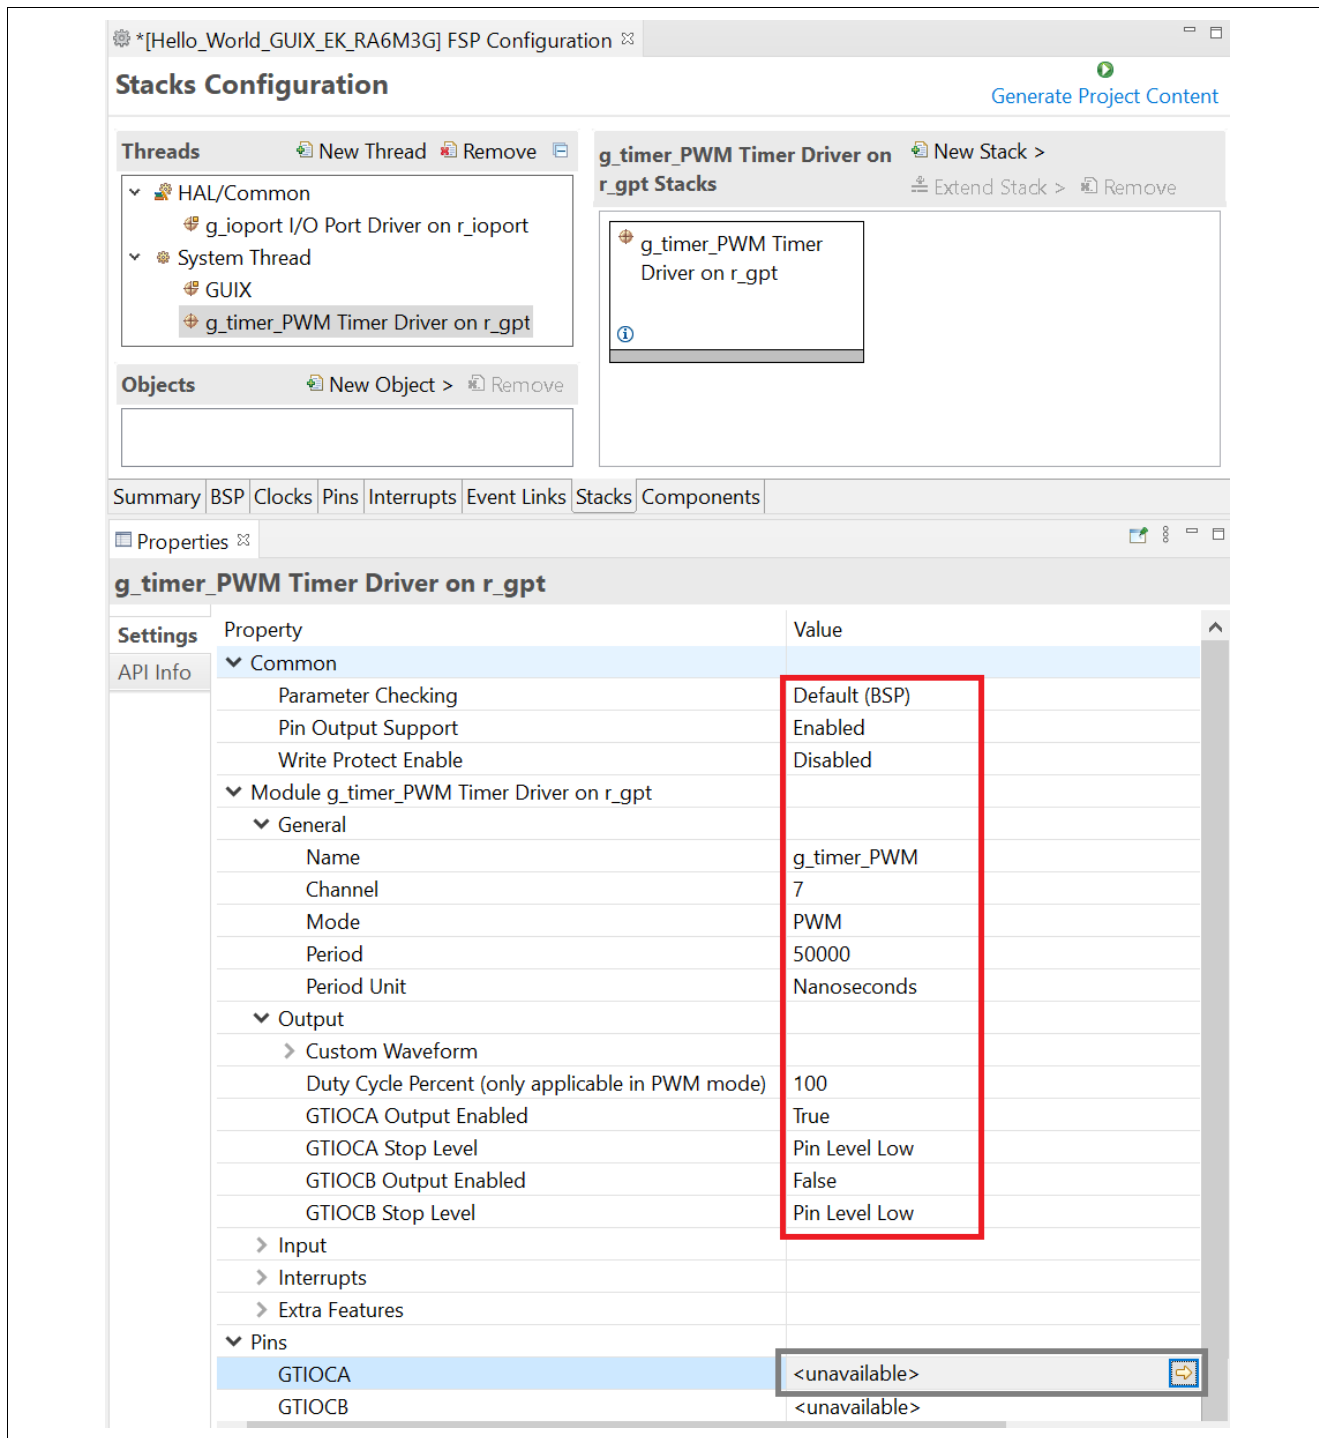 *[Hello_World_GUIX_EK_RA6M3G] FSP Configuration
Stacks Configuration
Generate Project Content
Threads
New Thread
Remove
HAL/Common
g_ioport I/O Port Driver on r_ioport
System Thread
GUIX
g_timer_PWM Timer Driver on r_gpt
Objects
New Object >
Remove
g_timer_PWM Timer Driver on
r_gpt Stacks
New Stack >
Extend Stack >
Remove
g_timer_PWM Timer
Driver on r_gpt
Summary BSP Clocks Pins Interrupts Event Links Stacks Components
Properties
g_timer_PWM Timer Driver on r_gpt
Settings
API Info
Property Value
Common
Parameter Checking Default (BSP)
Pin Output Support Enabled
Write Protect Enable Disabled
Module g_timer_PWM Timer Driver on r_gpt
General
Name g_timer_PWM
Channel 7
Mode PWM
Period 50000
Period Unit Nanoseconds
Output
Custom Waveform
Duty Cycle Percent (only applicable in PWM mode) 100
GTIOCA Output Enabled True
GTIOCA Stop Level Pin Level Low
GTIOCB Output Enabled False
GTIOCB Stop Level Pin Level Low
Input
Interrupts
Extra Features
Pins
GTIOCA <unavailable>
GTIOCB <unavailable>